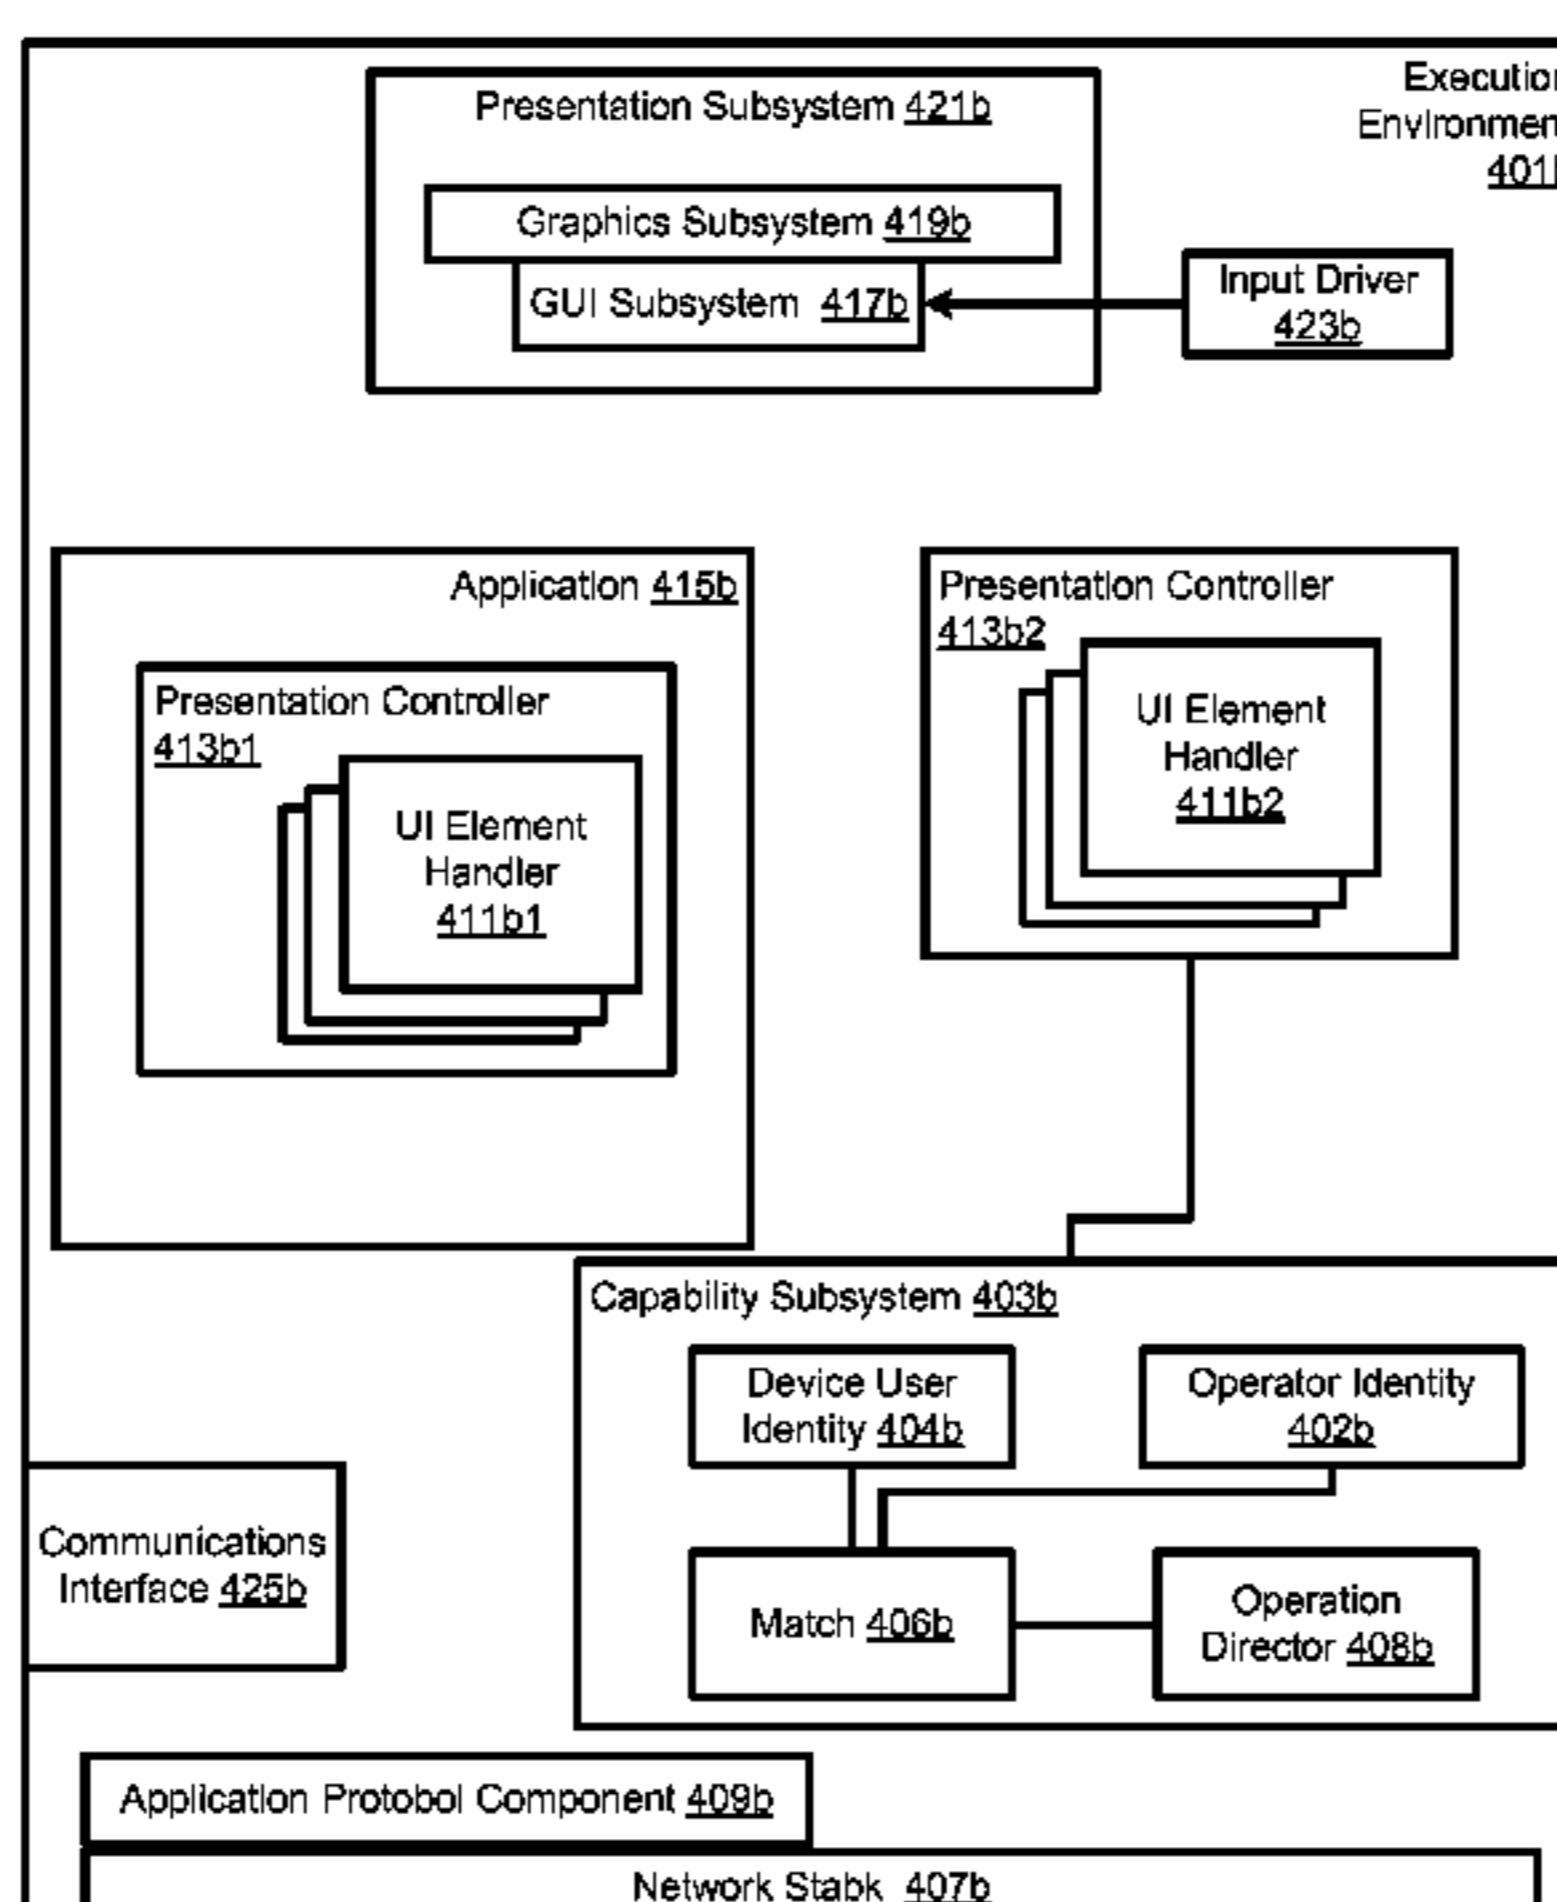 Presentation Subsystem 421b
Execution
Environment
401b
Graphics Subsystem 419b
GUI Subsystem 417b
Input Driver
423b
Application 415b
Presentation Controller
413b1
UI Element
Handler
411b1
Presentation Controller
413b2
UI Element
Handler
411b2
Capability Subsystem 403b
Device User
Identity 404b
Operator Identity
402b
Communications
Interface 425b
Match 406b
Operation
Director 408b
Application Protobol Component 409b
Network Stabk 407b